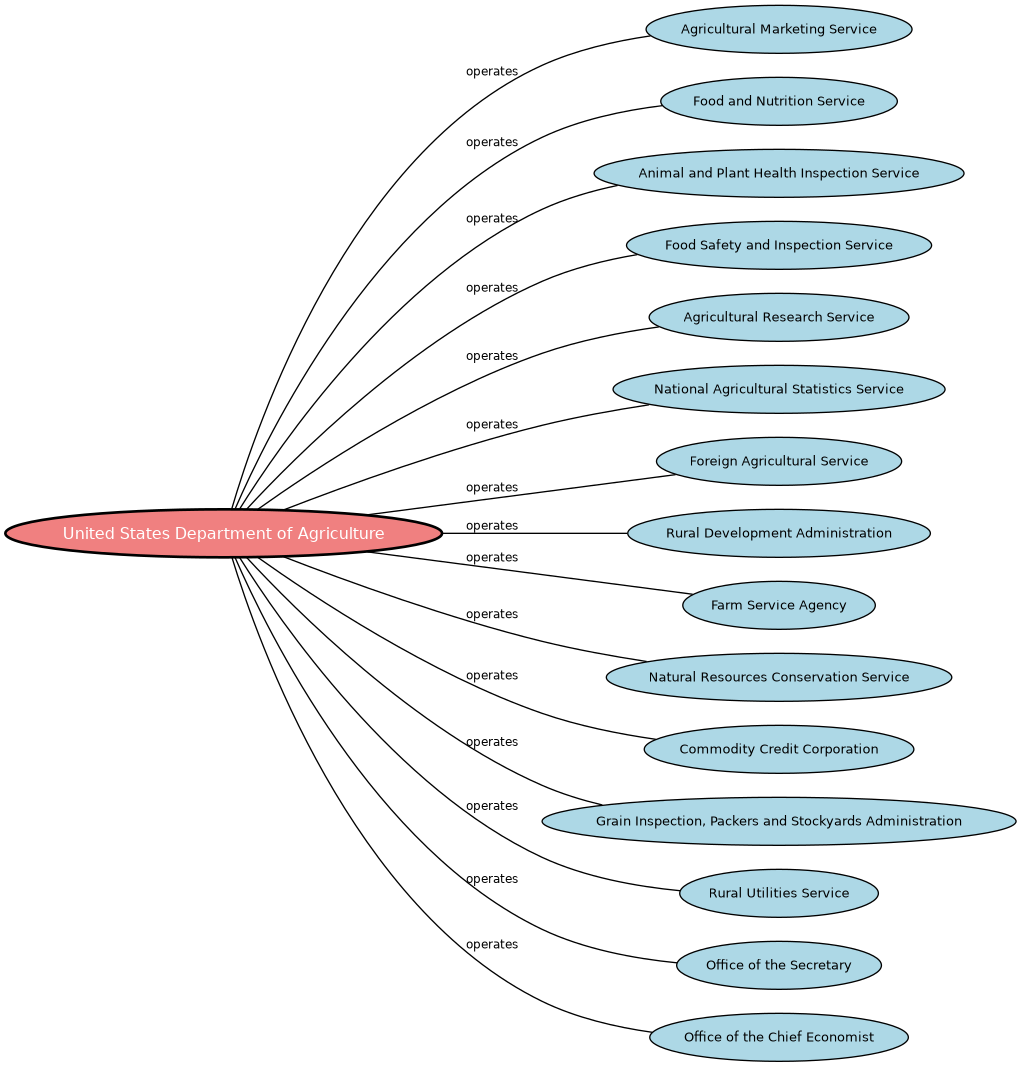 Agricultural Marketing Service
operates
Food and Nutrition Service
operates
Animal and Plant Health Inspection Service
operates
Food Safety and Inspection Service
operates
Agricultural Research Service
operates
National Agricultural Statistics Service
operates
Foreign Agricultural Service
operates
United States Department of Agriculture
operates
Rural Development Administration
operates
Farm Service Agency
operates
Natural Resources Conservation Service
operates
Commodity Credit Corporation
operates
Grain Inspection, Packers and Stockyards Administration
operates
Rural Utilities Service
operates
Office of the Secretary
operates
Office of the Chief Economist